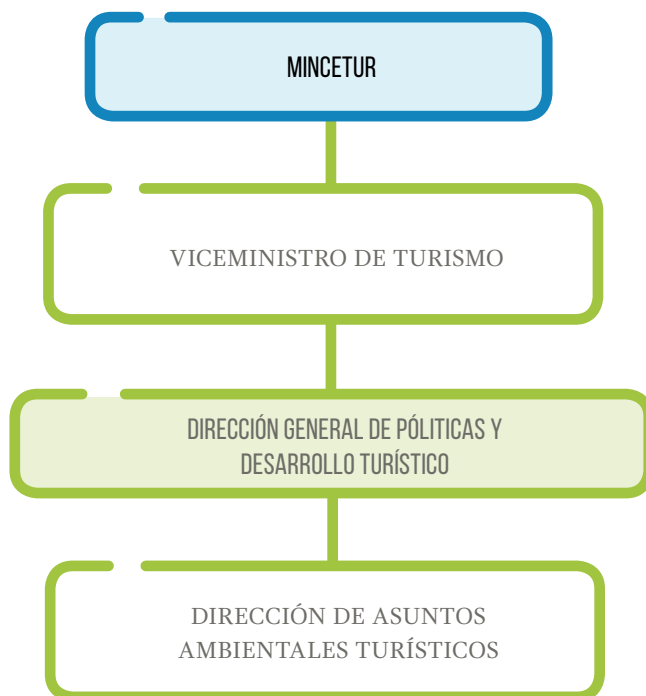 MINCETUR
VICEMINISTRO DE TURISMO
DIRECCIÓN GENERAL DE PÓLITICAS Y
DESARROLLO TURÍSTICO
DIRECCIÓN DE ASUNTOS
AMBIENTALES TURÍSTICOS